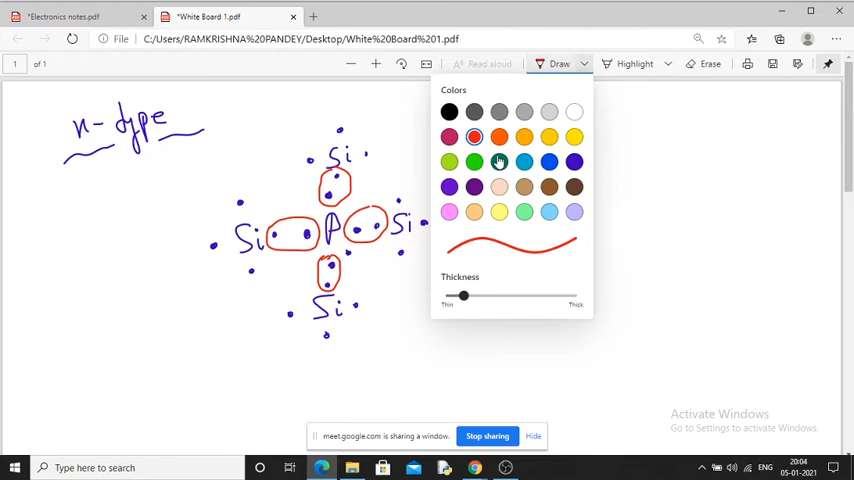 *Electronics notes.pdf
*White Board 1.pdf
File
C:/Users/RAMKRISHNA%20PANDEY/Desktop/White%20Board%201.pdf
1 of 1
Read aloud
Draw
Highlight
Erase
Colors
n-type
Si
Si P Si
Si
Thickness
Thin Thick
Activate Windows
Go to Settings to activate Windows.
meet.google.com is sharing a window.
Stop sharing
Hide
Type here to search
ENG
20:04
05-01-2021